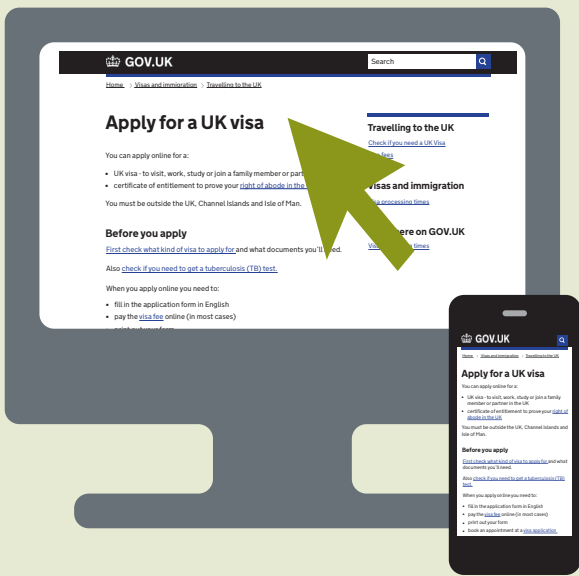 GOV.UK
Search
Home > Visas and immigration > Travelling to the UK
Apply for a UK visa
You can apply online for a:
• UK visa - to visit, work, study or join a family member or
• certificate of entitlement to prove your right of abode in the
You must be outside the UK, Channel Islands and Isle of Man.
Before you apply
First check what kind of visa to apply for and what documents you'll
Also check if you need to get a tuberculosis (TB) test.
When you apply online you need to:
• fill in the application form in English
• pay the visa fee online (in most cases)
Travelling to the UK
Check if you need a UK Visa
fees
Visas and immigration
processing times
on GOV.UK
times
GOV.UK
Home > Visas and immigration > Travelling to the UK
Apply for a UK visa
You can apply online for a:
• UK visa - to visit, work, study or join a family
member or partner in the UK
• certificate of entitlement to prove your right of
abode in the UK
You must be outside the UK, Channel Islands and
Isle of Man.
Before you apply
First check what kind of visa to apply for and what
documents you'll need.
Also check if you need to get a tuberculosis (TB)
test.
When you apply online you need to:
• fill in the application form in English
• pay the visa fee online (in most cases)
• print out your form
• book an appointment at a visa application